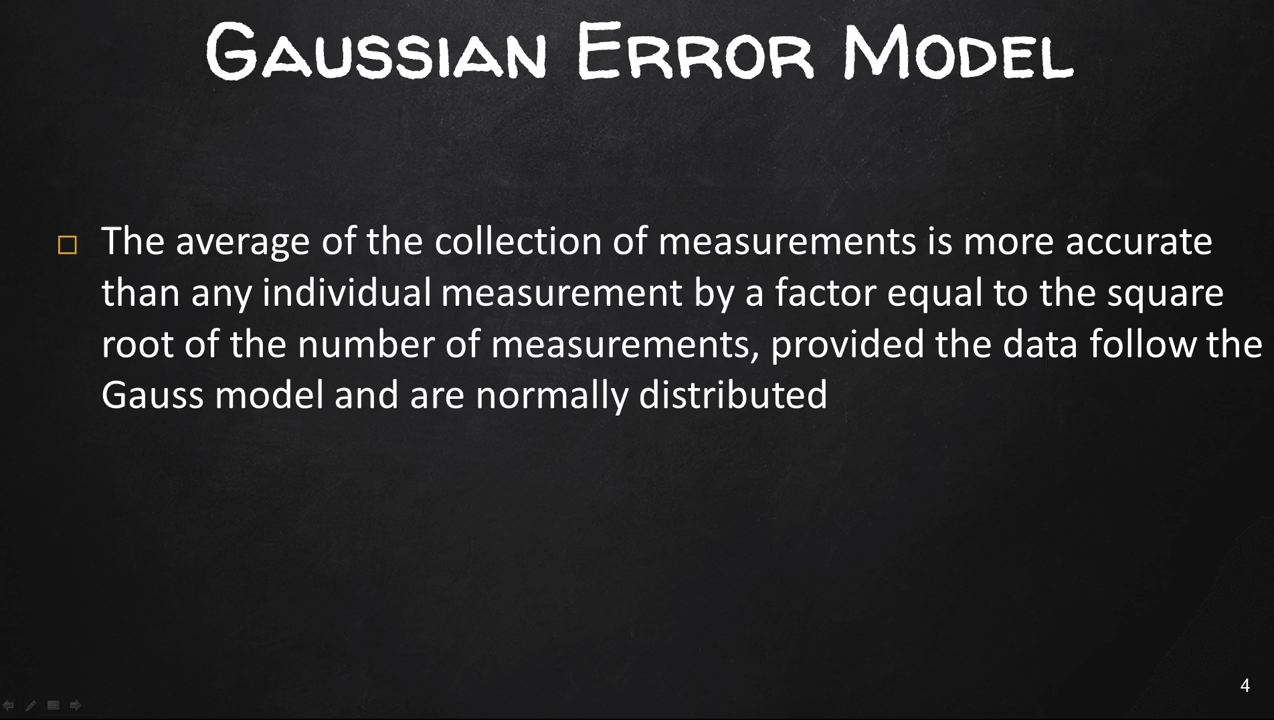 Gaussian Error Model
The average of the collection of measurements is more accurate
than any individual measurement by a factor equal to the square
root of the number of measurements, provided the data follow the
Gauss model and are normally distributed
4